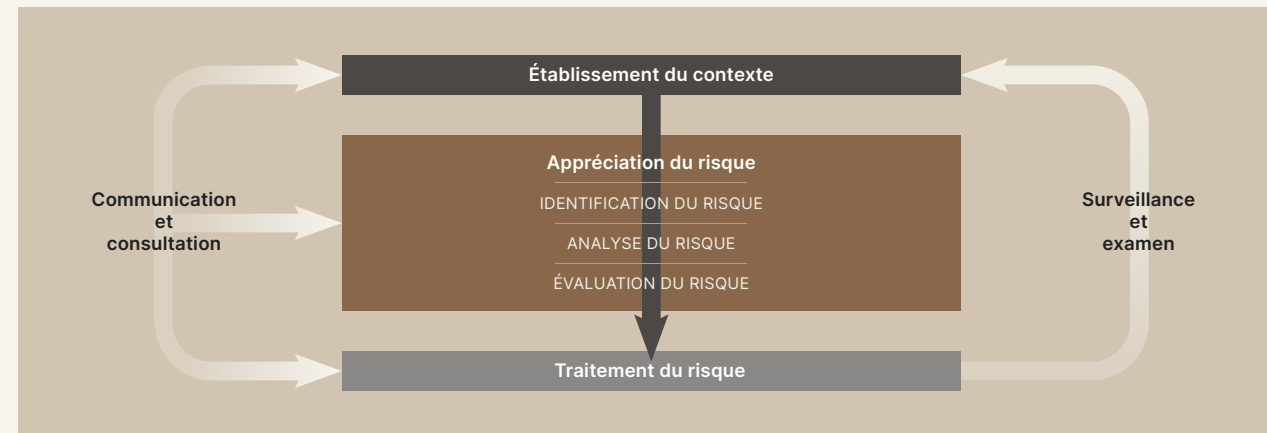 Établissement du contexte
Appréciation du risque
IDENTIFICATION DU RISQUE
ANALYSE DU RISQUE
ÉVALUATION DU RISQUE
Traitement du risque
Communication
et
consultation
Surveillance
et
examen